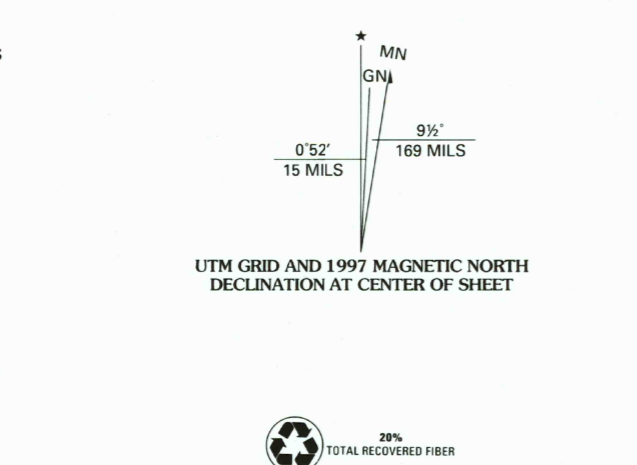 ★
MN
GN
9½°
169 MILS
0°52′
15 MILS
UTM GRID AND 1997 MAGNETIC NORTH
DECLINATION AT CENTER OF SHEET
20%
TOTAL RECOVERED FIBER